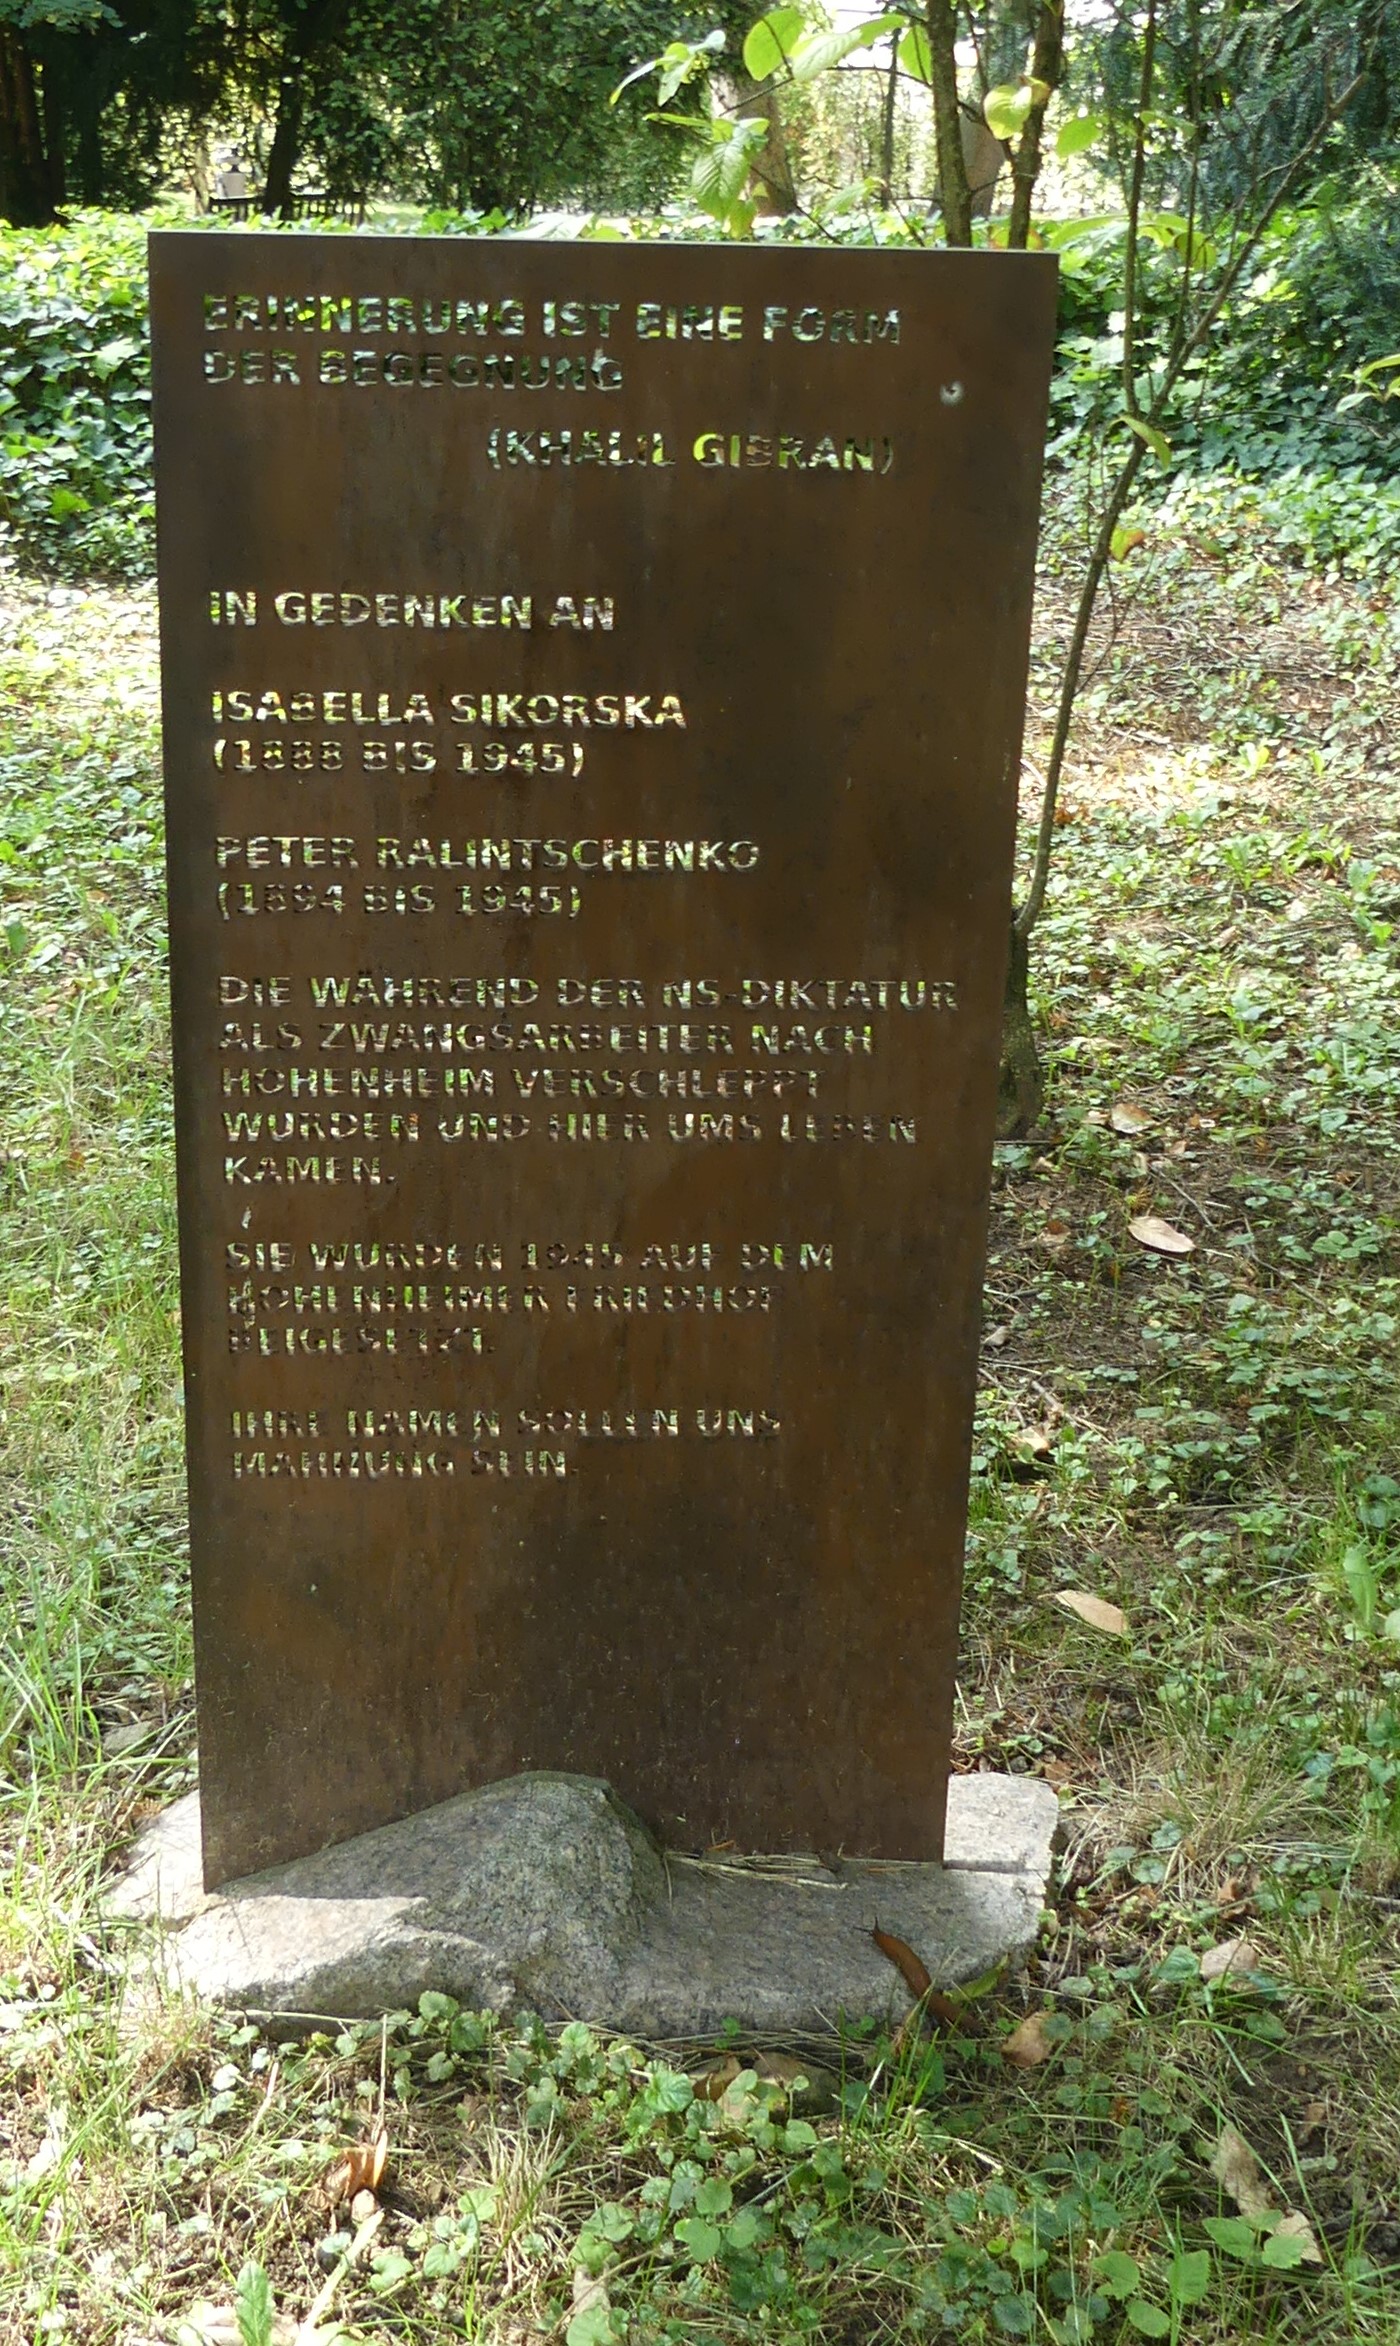 ERINNERUNG IST EINE FORM
DER BEGEGNUNG
(KHALIL GIBRAN)
IN GEDENKEN AN
ISABELLA SIKORSKA
(1888 BIS 1945)
PETER RALINTSCHENKO
(1894 BIS 1945)
DIE WÄHREND DER NS-DIKTATUR
ALS ZWANGSARBEITER NACH
HOHENHEIM VERSCHLEPPT
WURDEN UND HIER UMS LEBEN
KAMEN.
SIE WURDEN 1945 AUF DEM
HOHENHEIMER FRIEDHOF
BEIGESETZT.
IHRE NAMEN SOLLEN UNS
MAHNUNG SEIN.